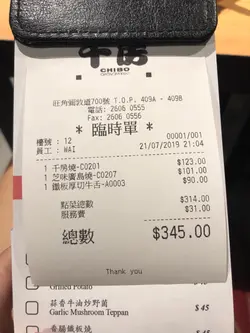 千房
CHIBO
旺角彌敦道700號 T.O.P. 409A - 409B
電話: 2606 0555
Fax: 2606 0556
* 臨時單 *
檯號 : 12
00001/001
員工 : WAI
21/07/2019 21:04
1 千房燒-C0201 $123.00
1 芝味廣島燒-C0207 $101.00
1 鐵板厚切牛舌-A0003 $90.00
點菜總數 $314.00
服務費 $31.00
總數 $345.00
Thank you
Grilled Potato
蒜香牛油炒野菌 $45
Garlic Mushroom Teppan
$48